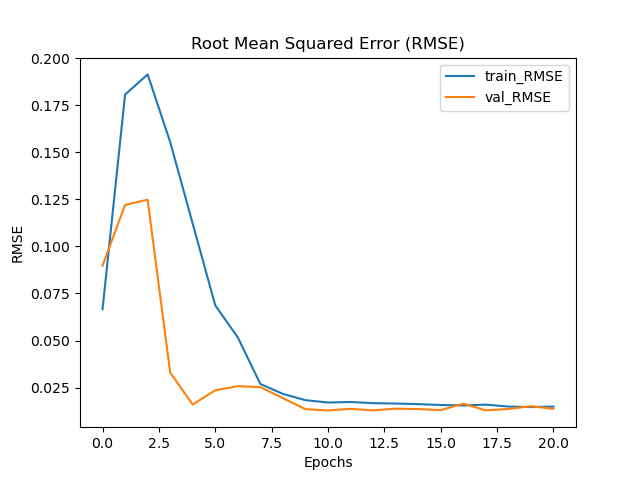 Root Mean Squared Error (RMSE)
train_RMSE
val_RMSE
0.200
0.175
0.150
0.125
0.100
0.075
0.050
0.025
RMSE
0.0 2.5 5.0 7.5 10.0 12.5 15.0 17.5 20.0
Epochs